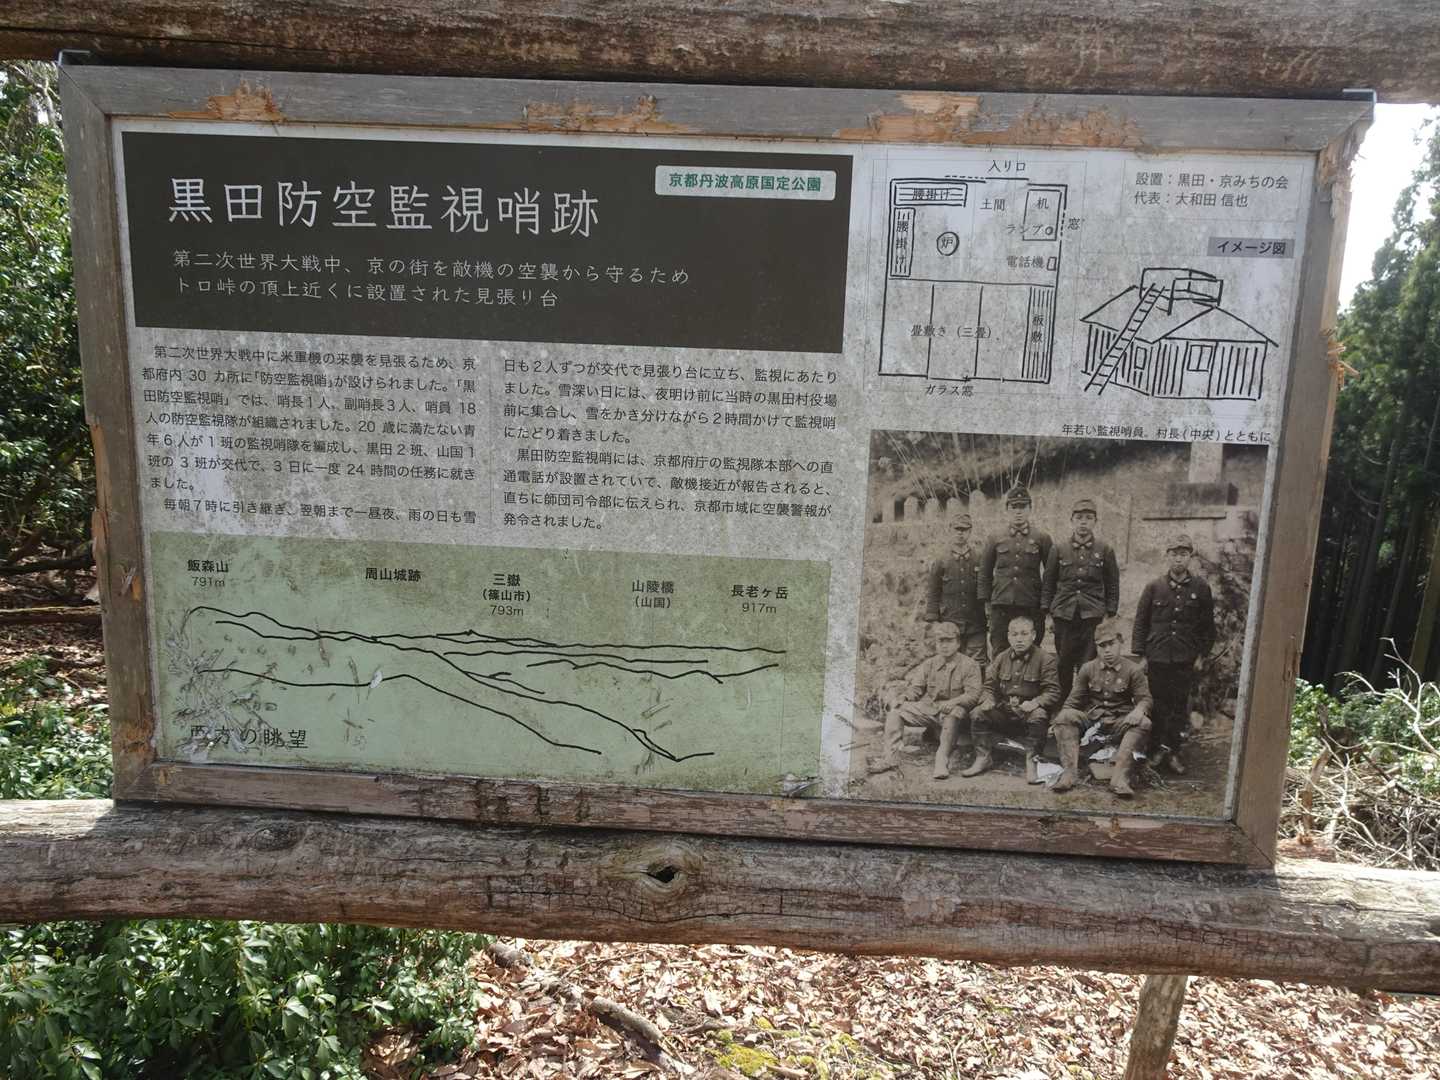 黒田防空監視哨跡
京都丹波高原国定公園
第二次世界大戦中、京の街を敵機の空襲から守るため
トロ峠の頂上近くに設置された見張り台
第二次世界大戦中に米軍機の来襲を見張るため、京
都府内 30 カ所に「防空監視哨」が設けられました。「黒
田防空監視哨」では、哨長1人、副哨長3人、哨員 18
人の防空監視隊が組織されました。20 歳に満たない青
年 6 人が 1 班の監視哨隊を編成し、黒田 2 班、山国 1
班の 3 班が交代で、3 日に一度 24 時間の任務に就き
ました。
毎朝7時に引き継ぎ、翌朝まで一昼夜、雨の日も雪
日も2人ずつが交代で見張り台に立ち、監視にあたり
ました。雪深い日には、夜明け前に当時の黒田村役場
前に集合し、雪をかき分けながら2時間かけて監視哨
にたどり着きました。
黒田防空監視哨には、京都府庁の監視隊本部への直
通電話が設置されていて、敵機接近が報告されると、
直ちに師団司令部に伝えられ、京都市域に空襲警報が
発令されました。
飯森山
791m
周山城跡
三嶽
(篠山市)
793m
山陵橋
(山国)
長老ヶ岳
917m
西方の眺望
入り口
腰掛け
土間
机
窓
ランプ
腰掛け
炉
電話機
畳敷き（三畳）
板敷
ガラス窓
設置：黒田・京みちの会
代表：大和田 信也
イメージ図
年若い監視哨員。村長(中央)とともに